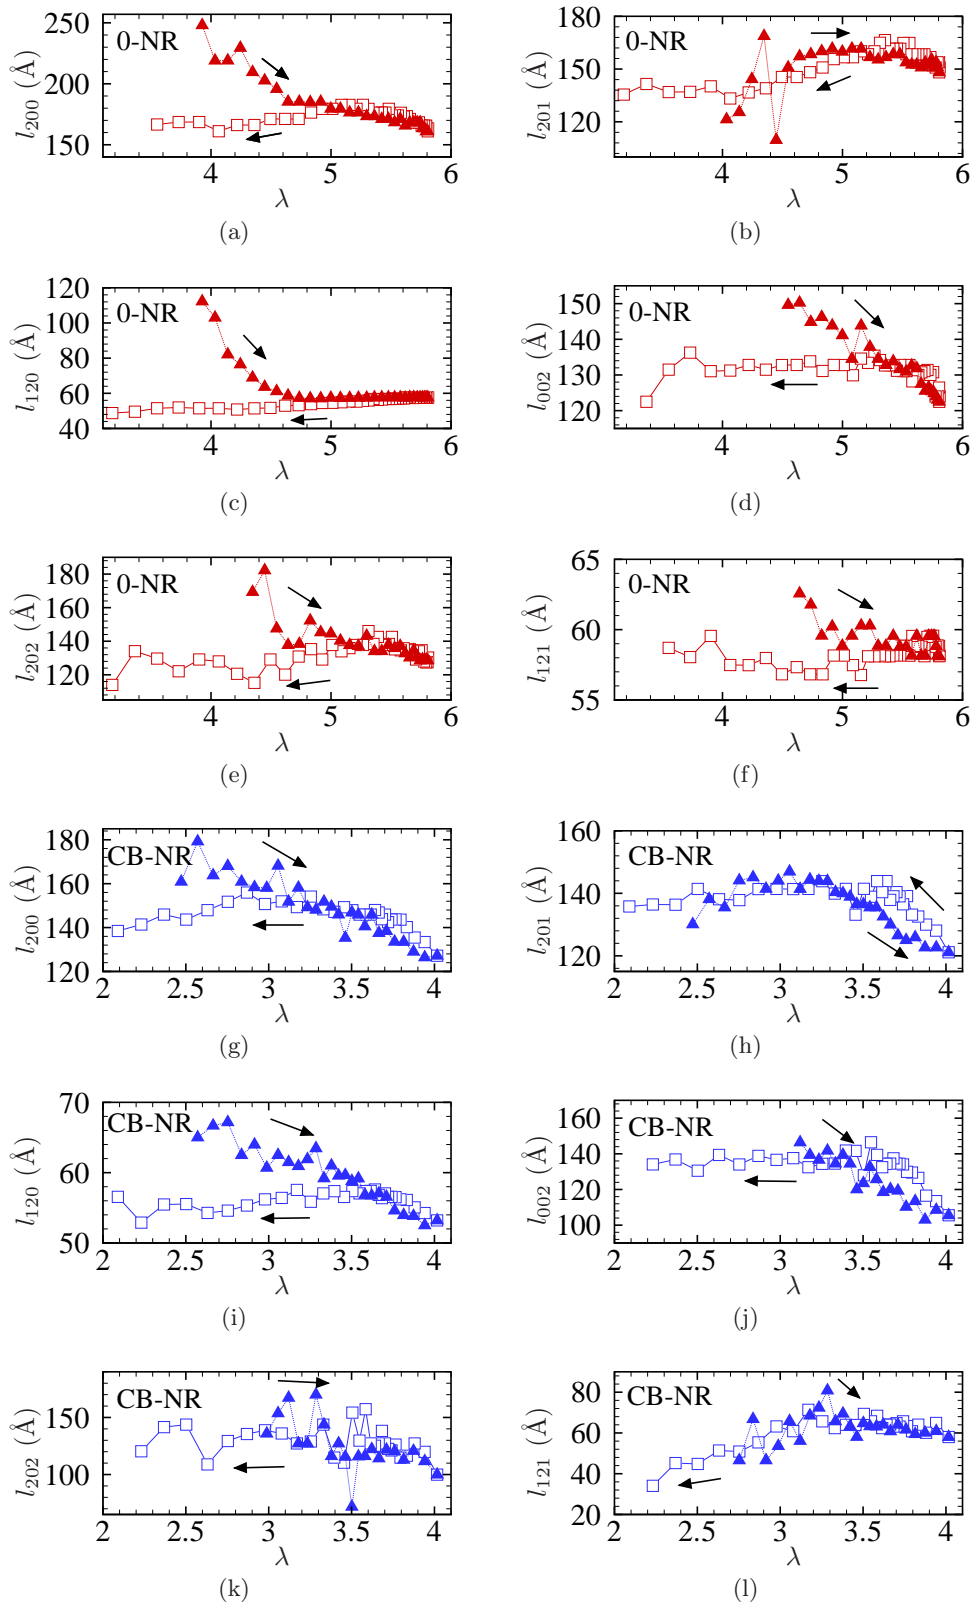 250
200
150
l200 (Å)
0-NR
4 5 6
λ
(a)
180
150
120
l201 (Å)
0-NR
4 5 6
λ
(b)
120
100
80
60
40
l120 (Å)
0-NR
4 5 6
λ
(c)
150
140
130
120
l002 (Å)
0-NR
4 5 6
λ
(d)
180
160
140
120
l202 (Å)
0-NR
4 5 6
λ
(e)
65
60
55
l121 (Å)
0-NR
4 5 6
λ
(f)
180
160
140
120
l200 (Å)
CB-NR
2 2.5 3 3.5 4
λ
(g)
160
140
120
l201 (Å)
CB-NR
2 2.5 3 3.5 4
λ
(h)
70
60
50
l120 (Å)
CB-NR
2 2.5 3 3.5 4
λ
(i)
160
140
120
100
l002 (Å)
CB-NR
2 2.5 3 3.5 4
λ
(j)
150
100
l202 (Å)
CB-NR
2 2.5 3 3.5 4
λ
(k)
80
60
40
20
l121 (Å)
CB-NR
2 2.5 3 3.5 4
λ
(l)